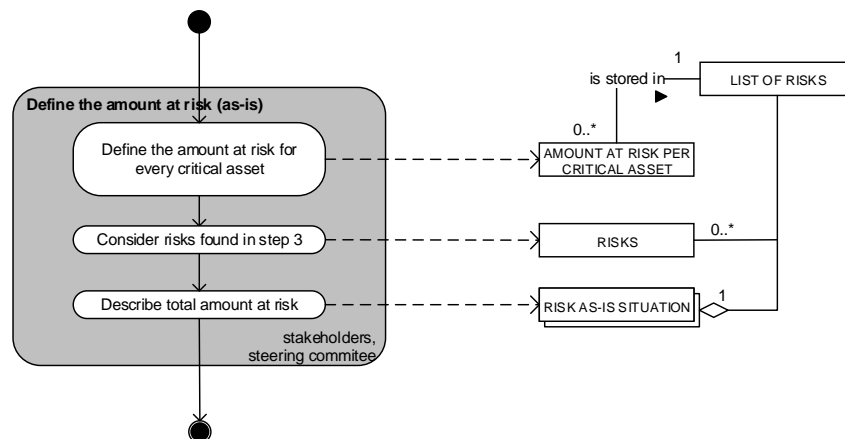 1
is stored in
LIST OF RISKS
Define the amount at risk (as-is)
0..*
Define the amount at risk for
every critical asset
AMOUNT AT RISK PER
CRITICAL ASSET
Consider risks found in step 3
RISKS
0..*
Describe total amount at risk
RISK AS-IS SITUATION
1
stakeholders,
steering commitee